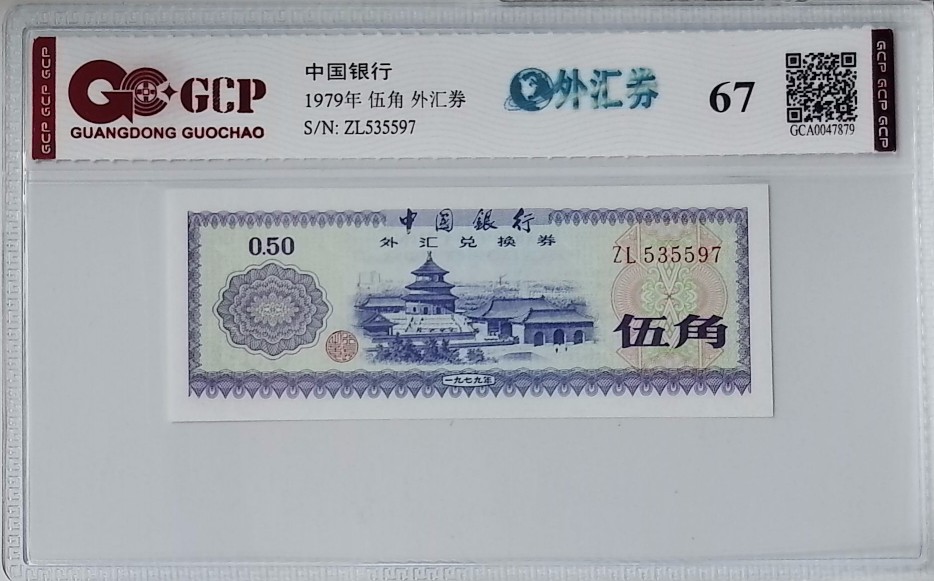 GCP GCP GCP
GCP
GUANGDONG GUOCHAO
中国银行
1979年 伍角 外汇券
S/N: ZL535597
外汇券
67
GCA0047879
GCP GCP GCP
中国銀行
外汇兑换券
0.50
ZL 535597
伍角
一九七九年